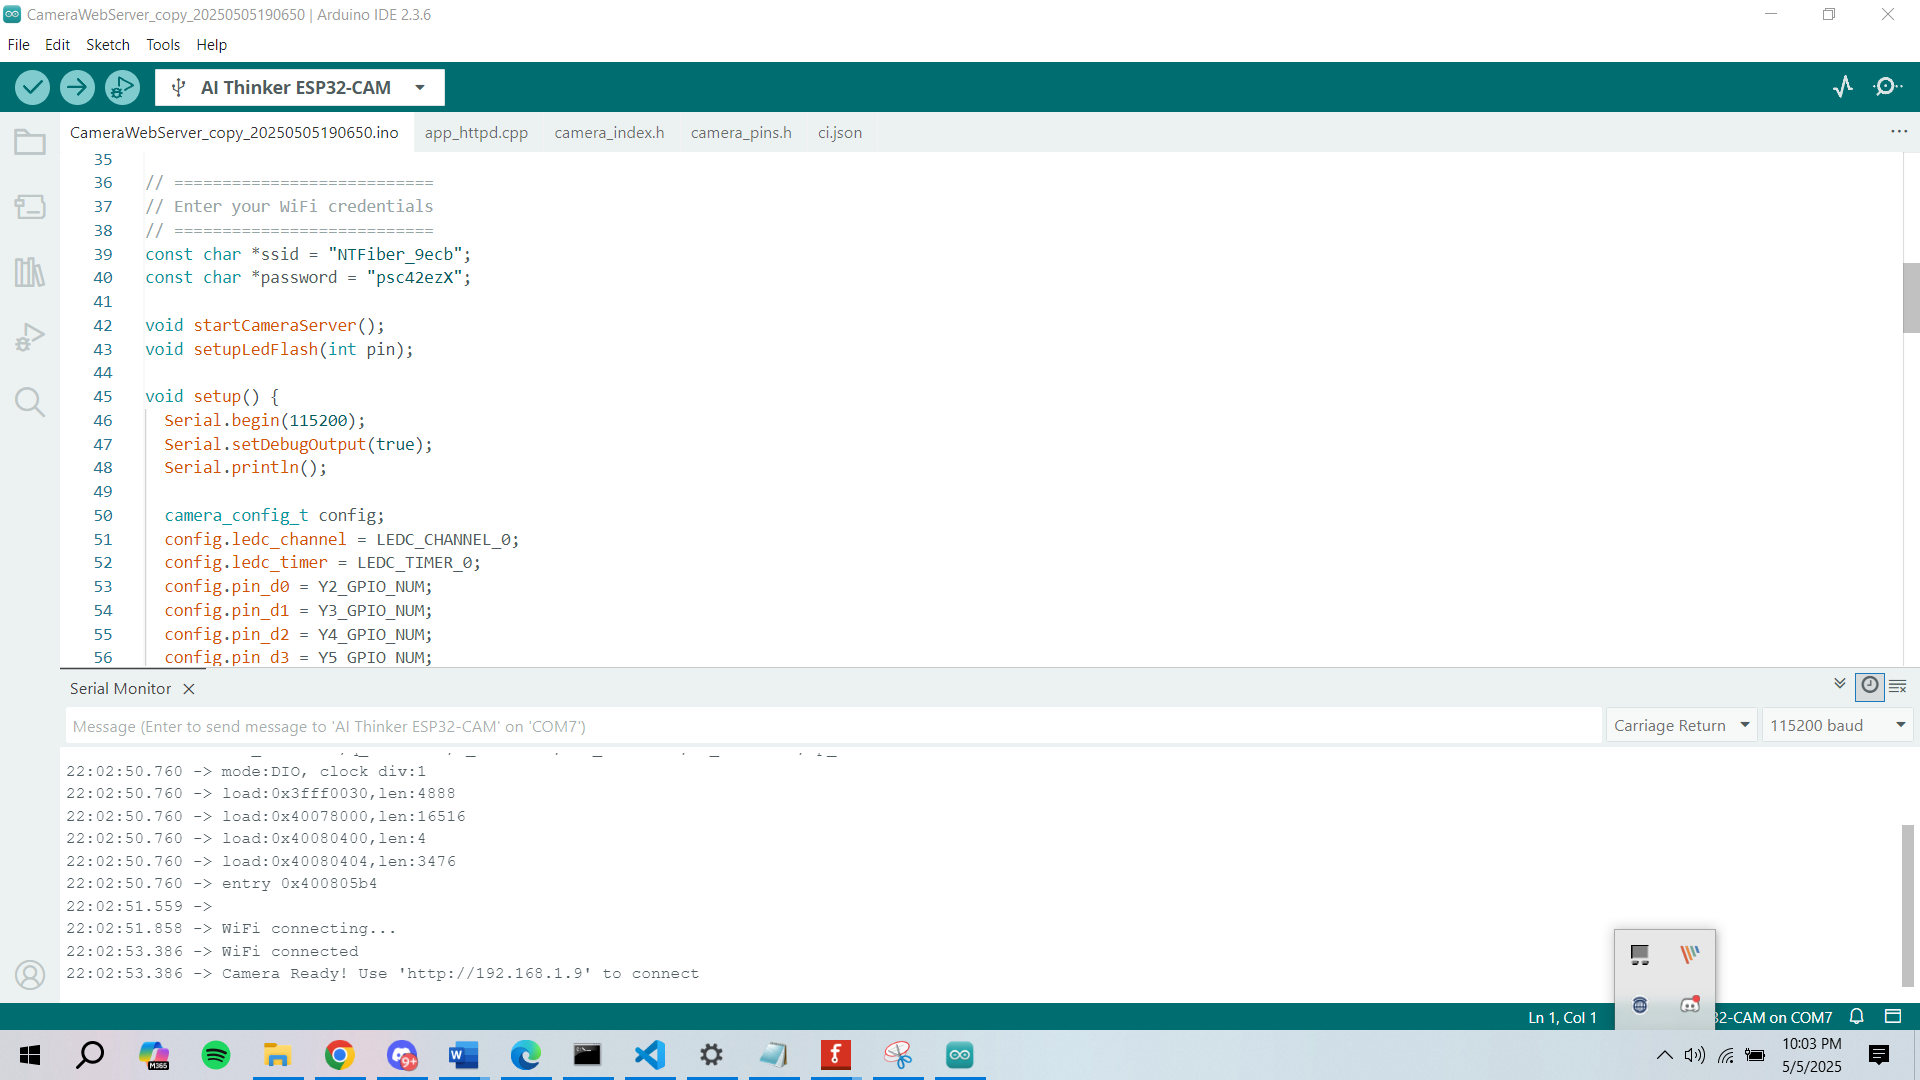 CameraWebServer_copy_20250505190650 | Arduino IDE 2.3.6
File Edit Sketch Tools Help
AI Thinker ESP32-CAM
CameraWebServer_copy_20250505190650.ino app_httpd.cpp camera_index.h camera_pins.h ci.json
35
36 // ===========================
37 // Enter your WiFi credentials
38 // ===========================
39 const char *ssid = "NTFiber_9ecb";
40 const char *password = "psc42ezX";
41
42 void startCameraServer();
43 void setupLedFlash(int pin);
44
45 void setup() {
46 Serial.begin(115200);
47 Serial.setDebugOutput(true);
48 Serial.println();
49
50 camera_config_t config;
51 config.ledc_channel = LEDC_CHANNEL_0;
52 config.ledc_timer = LEDC_TIMER_0;
53 config.pin_d0 = Y2_GPIO_NUM;
54 config.pin_d1 = Y3_GPIO_NUM;
55 config.pin_d2 = Y4_GPIO_NUM;
56 config.pin_d3 = Y5_GPIO_NUM;
Serial Monitor
Message (Enter to send message to 'AI Thinker ESP32-CAM' on 'COM7')
Carriage Return 115200 baud
22:02:50.760 -> mode:DIO, clock div:1
22:02:50.760 -> load:0x3fff0030,len:4888
22:02:50.760 -> load:0x40078000,len:16516
22:02:50.760 -> load:0x40080400,len:4
22:02:50.760 -> load:0x40080404,len:3476
22:02:50.760 -> entry 0x400805b4
22:02:51.559 ->
22:02:51.858 -> WiFi connecting...
22:02:53.386 -> WiFi connected
22:02:53.386 -> Camera Ready! Use 'http://192.168.1.9' to connect
Ln 1, Col 1
32-CAM on COM7
M365
9+
10:03 PM
5/5/2025